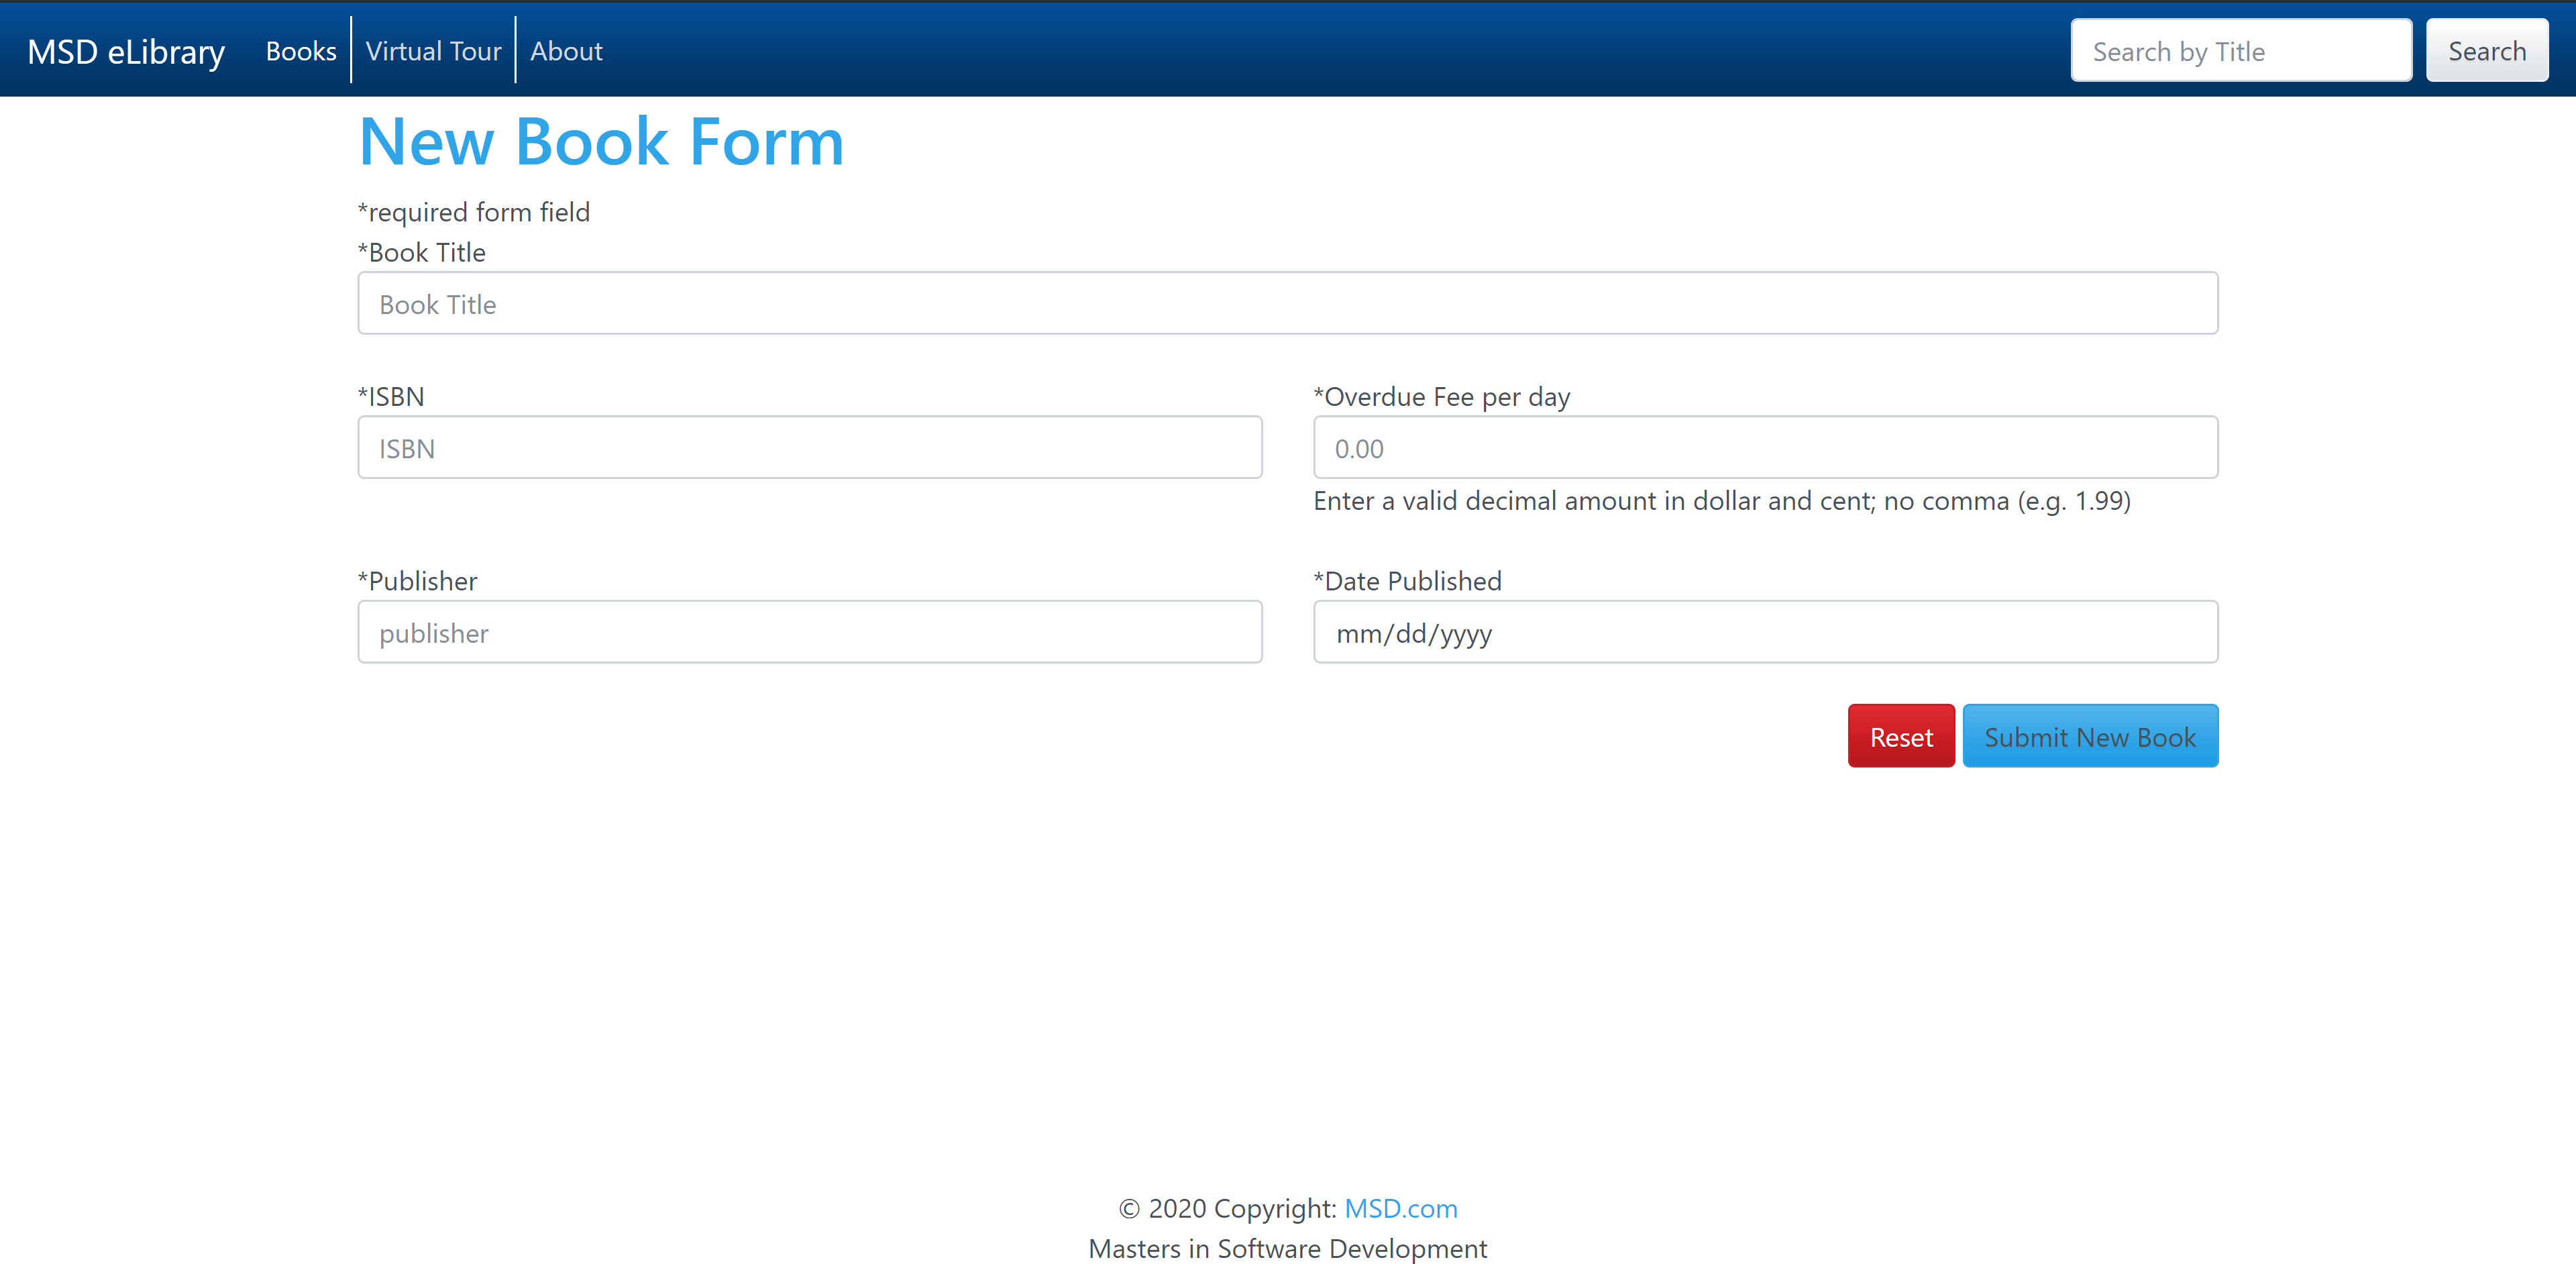 MSD eLibrary Books Virtual Tour About Search by Title Search
New Book Form
*required form field
*Book Title
Book Title
*ISBN *Overdue Fee per day
ISBN 0.00
Enter a valid decimal amount in dollar and cent; no comma (e.g. 1.99)
*Publisher *Date Published
publisher mm/dd/yyyy
Reset Submit New Book
© 2020 Copyright: MSD.com
Masters in Software Development